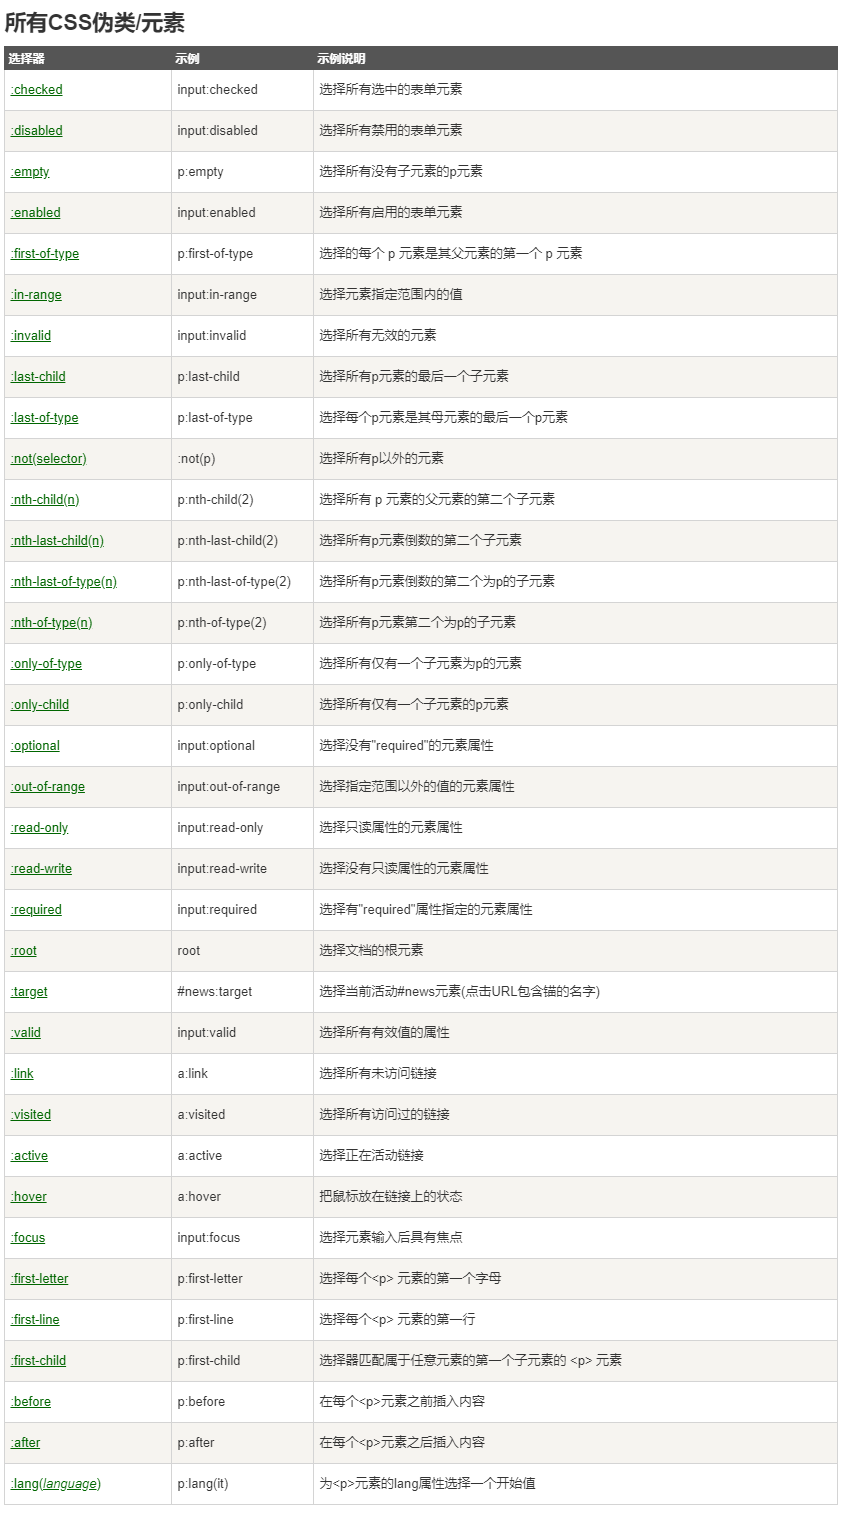 所有CSS伪类/元素
选择器 示例 示例说明
:checked input:checked 选择所有选中的表单元素
:disabled input:disabled 选择所有禁用的表单元素
:empty p:empty 选择所有没有子元素的p元素
:enabled input:enabled 选择所有启用的表单元素
:first-of-type p:first-of-type 选择的每个 p 元素是其父元素的第一个 p 元素
:in-range input:in-range 选择元素指定范围内的值
:invalid input:invalid 选择所有无效的元素
:last-child p:last-child 选择所有p元素的最后一个子元素
:last-of-type p:last-of-type 选择每个p元素是其母元素的最后一个p元素
:not(selector) :not(p) 选择所有p以外的元素
:nth-child(n) p:nth-child(2) 选择所有 p 元素的父元素的第二个子元素
:nth-last-child(n) p:nth-last-child(2) 选择所有p元素倒数的第二个子元素
:nth-last-of-type(n) p:nth-last-of-type(2) 选择所有p元素倒数的第二个为p的子元素
:nth-of-type(n) p:nth-of-type(2) 选择所有p元素第二个为p的子元素
:only-of-type p:only-of-type 选择所有仅有一个子元素为p的元素
:only-child p:only-child 选择所有仅有一个子元素的p元素
:optional input:optional 选择没有"required"的元素属性
:out-of-range input:out-of-range 选择指定范围以外的值的元素属性
:read-only input:read-only 选择只读属性的元素属性
:read-write input:read-write 选择没有只读属性的元素属性
:required input:required 选择有"required"属性指定的元素属性
:root root 选择文档的根元素
:target #news:target 选择当前活动#news元素(点击URL包含锚的名字)
:valid input:valid 选择所有有效值的属性
:link a:link 选择所有未访问链接
:visited a:visited 选择所有访问过的链接
:active a:active 选择正在活动链接
:hover a:hover 把鼠标放在链接上的状态
:focus input:focus 选择元素输入后具有焦点
:first-letter p:first-letter 选择每个<p> 元素的第一个字母
:first-line p:first-line 选择每个<p> 元素的第一行
:first-child p:first-child 选择器匹配属于任意元素的第一个子元素的 <p> 元素
:before p:before 在每个<p>元素之前插入内容
:after p:after 在每个<p>元素之后插入内容
:lang(language) p:lang(it) 为<p>元素的lang属性选择一个开始值